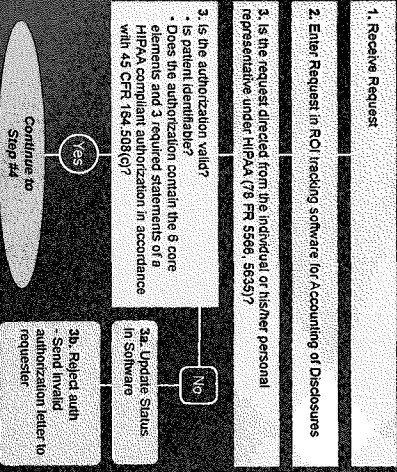 1. Receive Request
2. Enter Request in ROI tracking software for Accounting of Disclosures
3. Is the request directed from the individual or his/her personal
representative under HIPAA (78 FR 5566, 5635)?
3. Is the authorization valid?
• Is patient identifiable?
• Does the authorization contain the 6 core
elements and 3 required statements of a
HIPAA compliant authorization in accordance
with 45 CFR 164.508(c)?
No
3a. Update Status
in Software
3b. Reject auth
- Send invalid
authorization letter to
requester
Yes
Continue to
Step #4